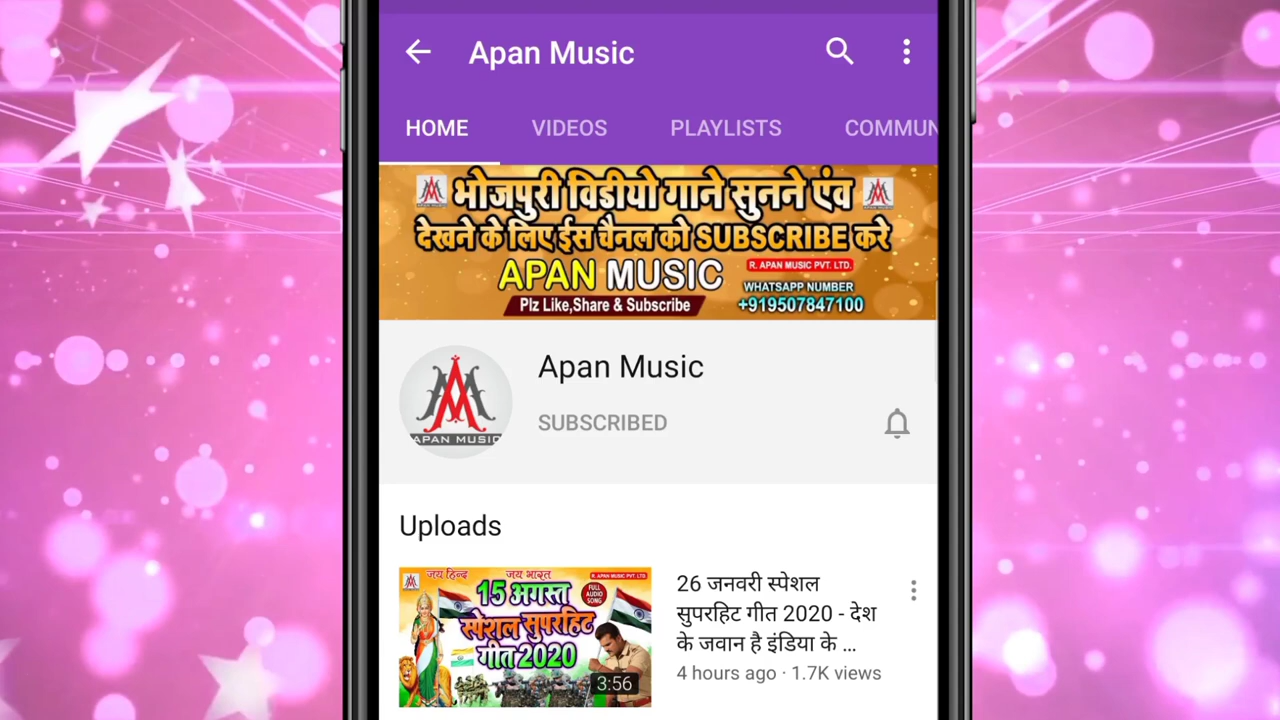 Apan Music
HOME VIDEOS PLAYLISTS COMMUN
भोजपुरी विडीयो गाने सुनने एंव
देखने के लिए ईस चैनल को SUBSCRIBE करे
APAN MUSIC
R. APAN MUSIC PVT. LTD.
WHATSAPP NUMBER
+919507847100
Plz Like,Share & Subscribe
Apan Music
SUBSCRIBED
APAN MUSIC
Uploads
जय हिन्द जय भारत
R. APAN MUSIC PVT. LTD
15 अगस्त
FULL
AUDIO
SONG
स्पेशल सुपरहिट
गीत 2020
3:56
26 जनवरी स्पेशल
सुपरहिट गीत 2020 - देश
के जवान है इंडिया के ...
4 hours ago · 1.7K views